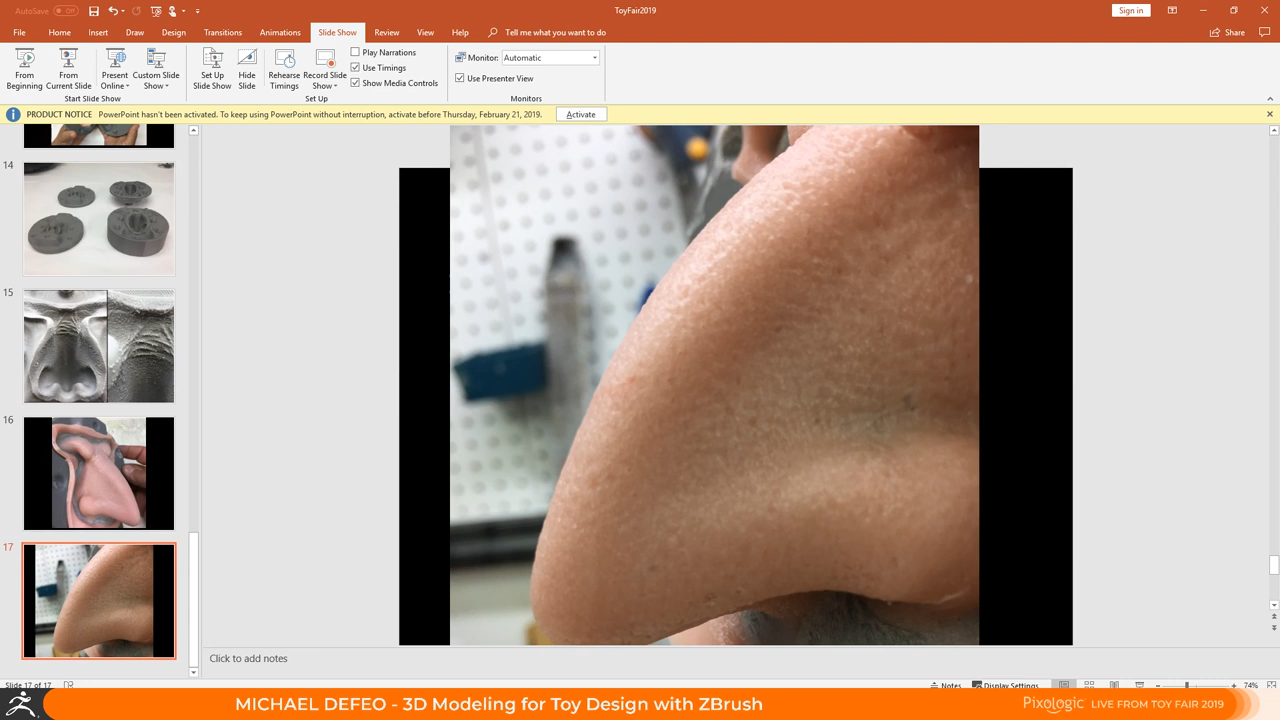 AutoSave Off
ToyFair2019
Sign in
File Home Insert Draw Design Transitions Animations Slide Show Review View Help Tell me what you want to do Share
From Beginning
From Current Slide
Present Online
Custom Slide Show
Start Slide Show
Set Up Slide Show
Hide Slide
Rehearse Timings
Record Slide Show
Play Narrations
Use Timings
Show Media Controls
Set Up
Monitor: Automatic
Use Presenter View
Monitors
PRODUCT NOTICE PowerPoint hasn't been activated. To keep using PowerPoint without interruption, activate before Thursday, February 21, 2019. Activate
14
15
16
17
Click to add notes
Slide 17 of 17 Notes Display Settings 74%
MICHAEL DEFEO - 3D Modeling for Toy Design with ZBrush
Pixologic LIVE FROM TOY FAIR 2019